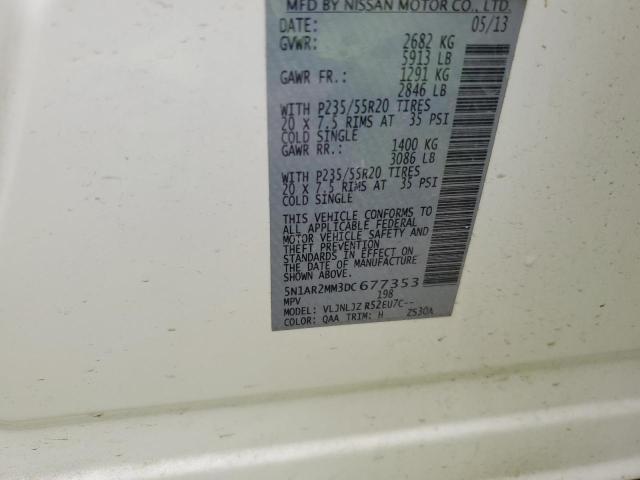 MFD BY NISSAN MOTOR CO., LTD.
DATE: 05/13
GVWR: 2682 KG
5913 LB
GAWR FR.: 1291 KG
2846 LB
WITH P235/55R20 TIRES
20 X 7.5 RIMS AT 35 PSI
COLD SINGLE
GAWR RR.: 1400 KG
3086 LB
WITH P235/55R20 TIRES
20 X 7.5 RIMS AT 35 PSI
COLD SINGLE
THIS VEHICLE CONFORMS TO
ALL APPLICABLE FEDERAL
MOTOR VEHICLE SAFETY AND
THEFT PREVENTION
STANDARDS IN EFFECT ON
DATE SHOWN ABOVE.
5N1AR2MM3DC677353
MPV 198
MODEL: VLJNLJZ R52EU7C--
COLOR: QAA TRIM: H ZS30A